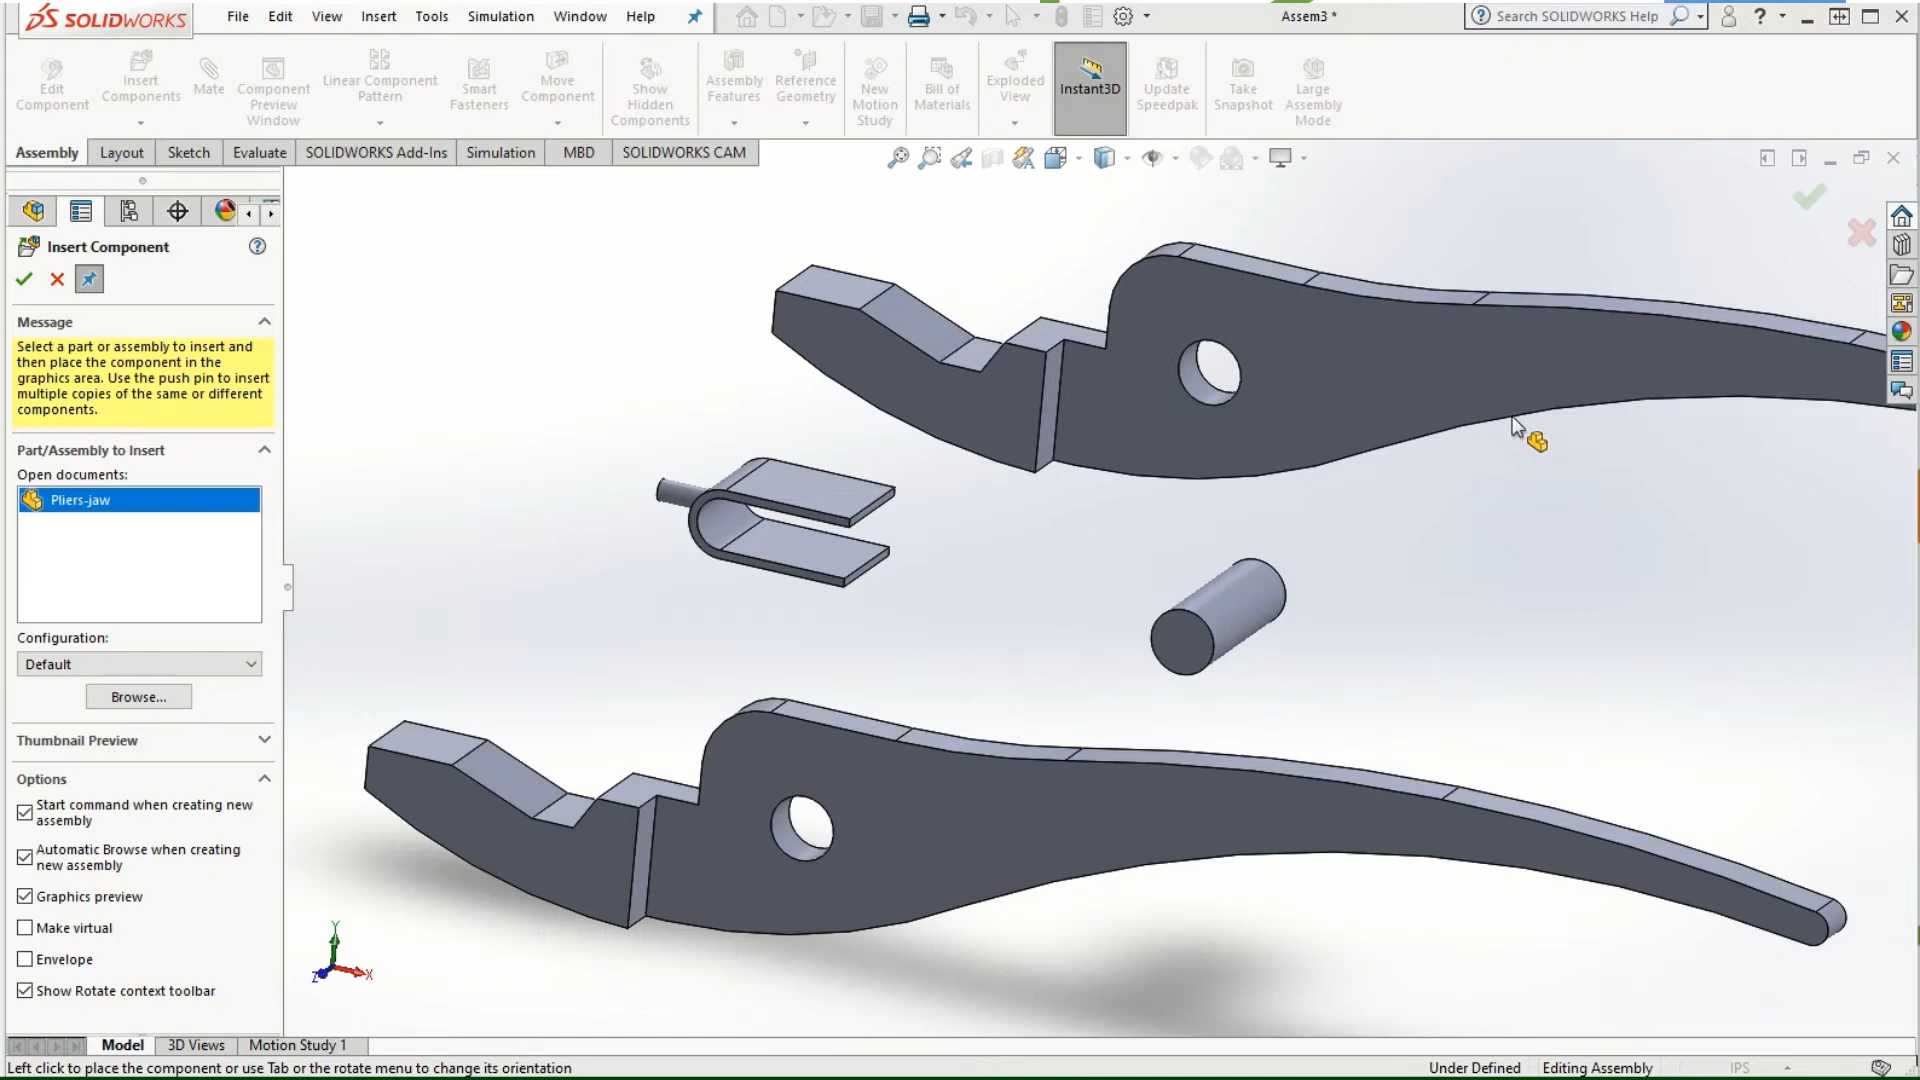 SOLIDWORKS
File Edit View Insert Tools Simulation Window Help
Assem3 *
Search SOLIDWORKS Help
Edit Component
Insert Components
Mate
Component Preview Window
Linear Component Pattern
Smart Fasteners
Move Component
Show Hidden Components
Assembly Features
Reference Geometry
New Motion Study
Bill of Materials
Exploded View
Instant3D
Update Speedpak
Take Snapshot
Large Assembly Mode
Assembly Layout Sketch Evaluate SOLIDWORKS Add-Ins Simulation MBD SOLIDWORKS CAM
Insert Component
Message
Select a part or assembly to insert and
then place the component in the
graphics area. Use the push pin to insert
multiple copies of the same or different
components.
Part/Assembly to Insert
Open documents:
Pliers-jaw
Configuration:
Default
Browse...
Thumbnail Preview
Options
Start command when creating new
assembly
Automatic Browse when creating
new assembly
Graphics preview
Make virtual
Envelope
Show Rotate context toolbar
Y
Z
X
Model 3D Views Motion Study 1
Left click to place the component or use Tab or the rotate menu to change its orientation
Under Defined Editing Assembly IPS